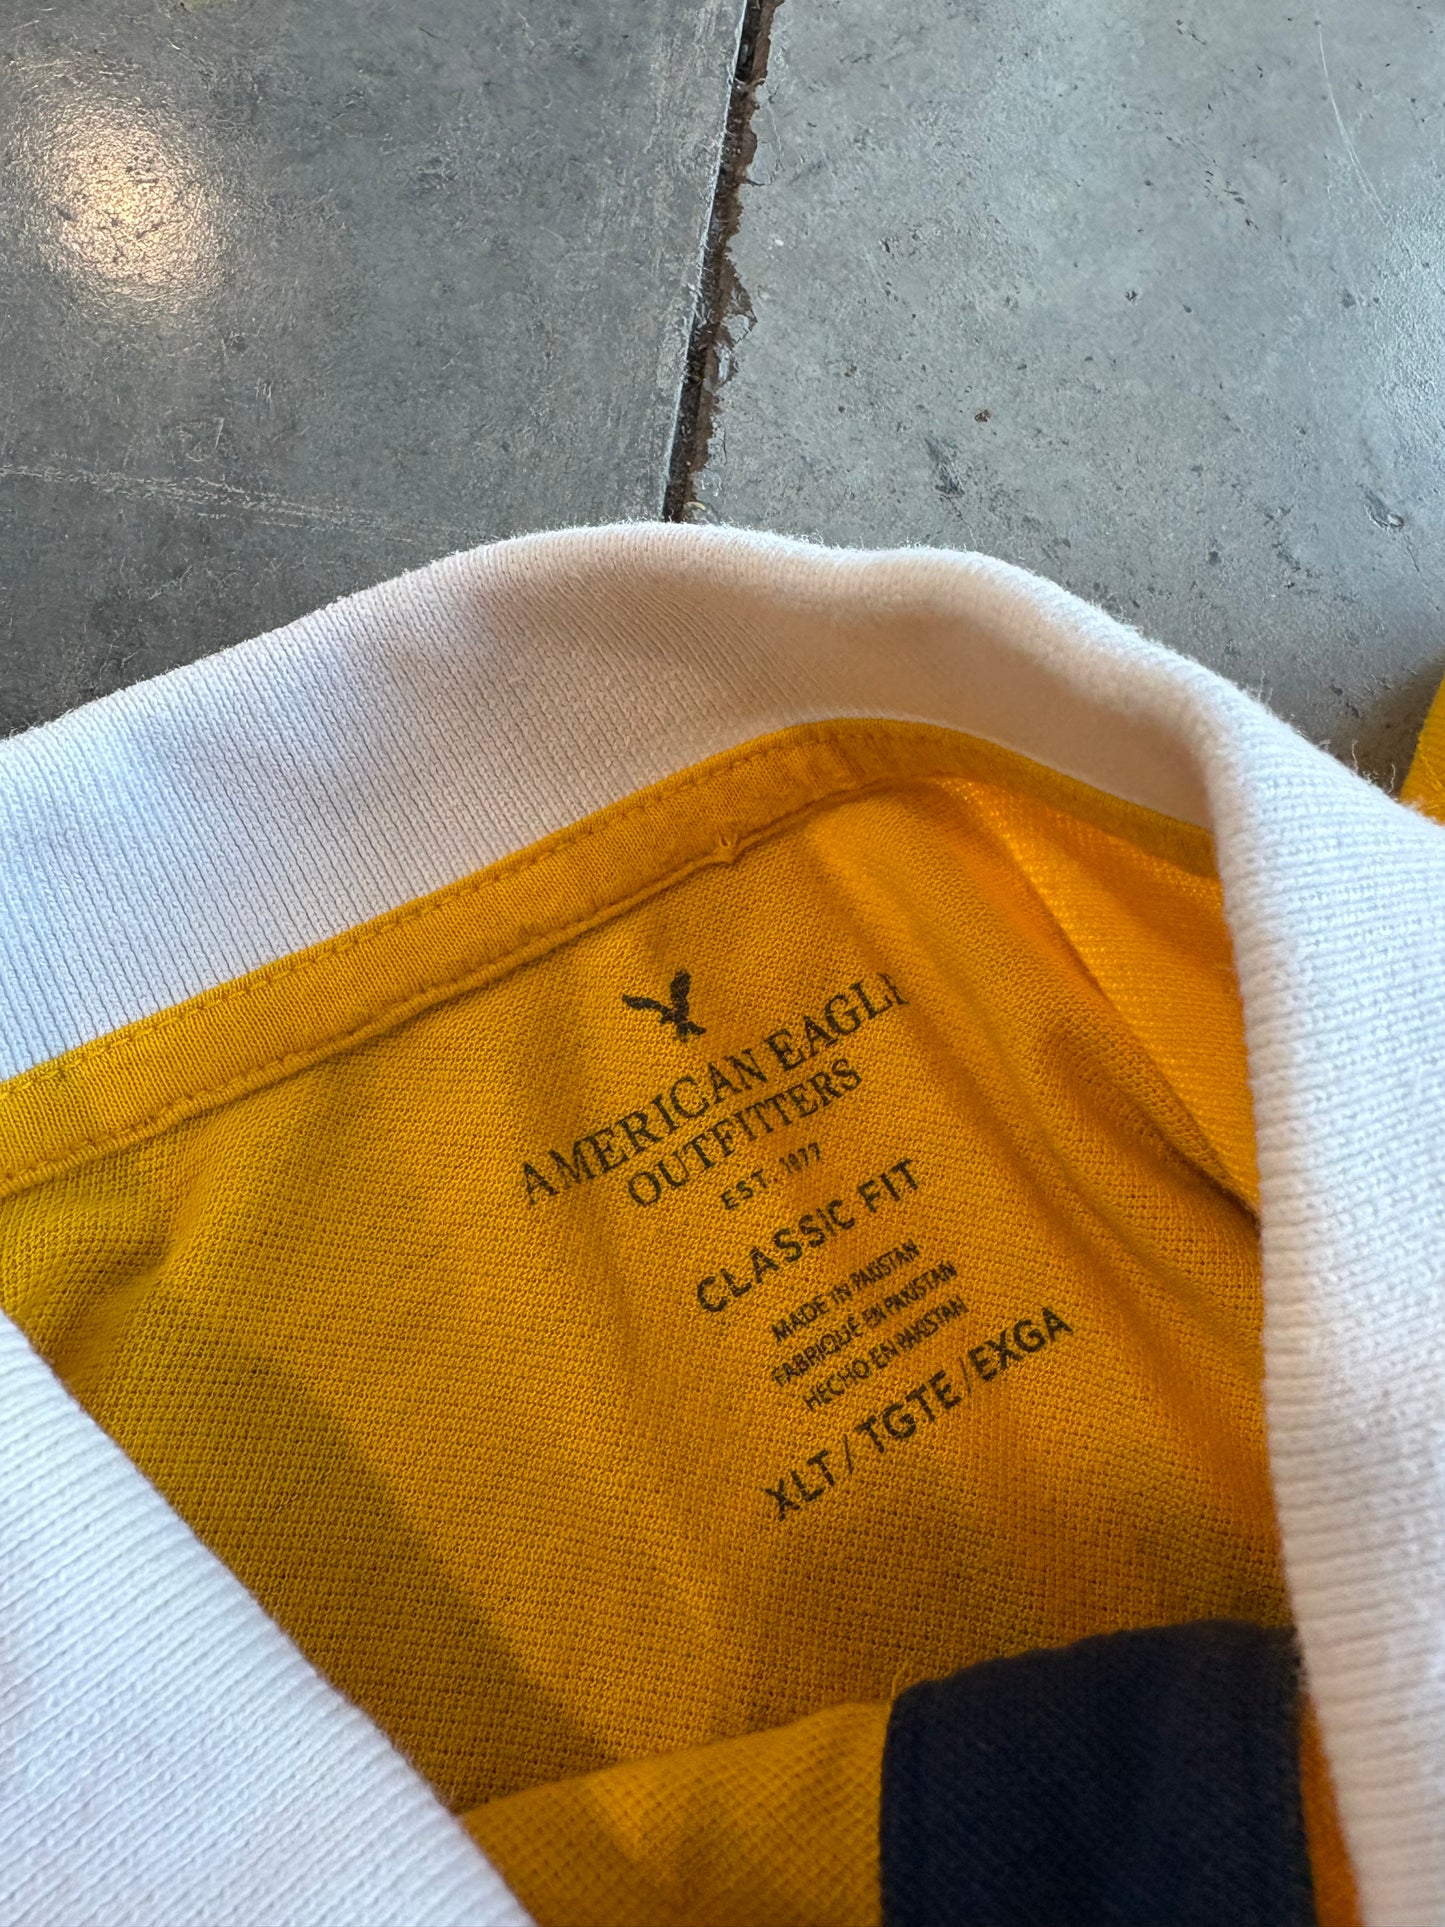 AMERICAN EAGLE
OUTFITTERS
EST. 1977
CLASSIC FIT
MADE IN PAKISTAN
FABRIQUÉ EN PAKISTAN
HECHO EN PAKISTAN
XLT / TGTE / EXGA